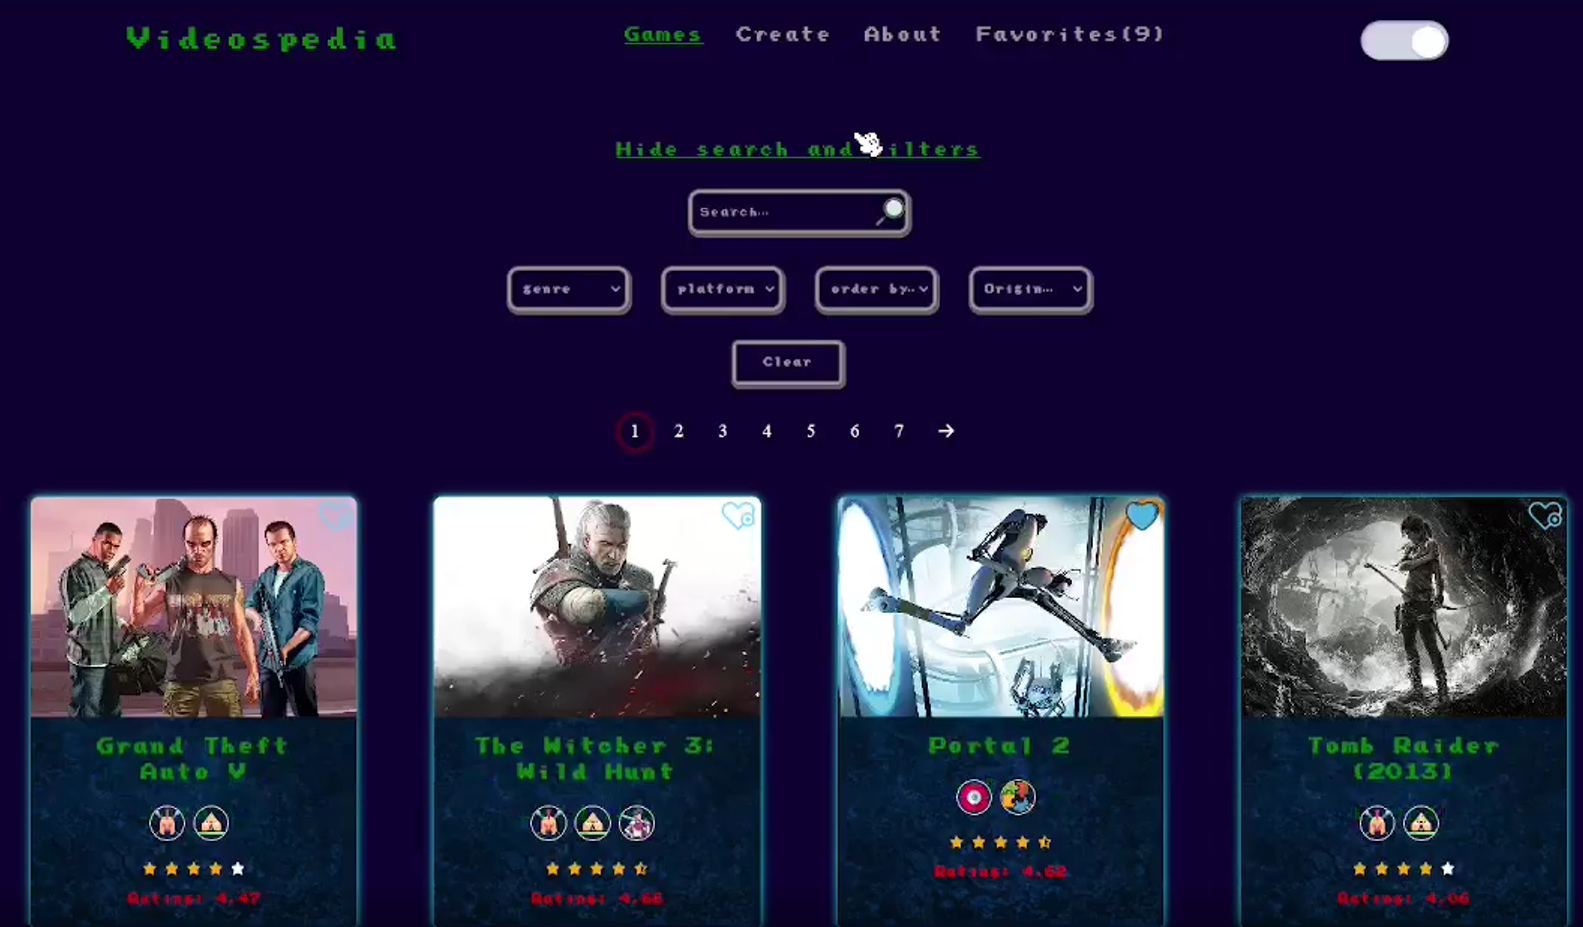 Videospedia
Games Create About Favorites(9)
Hide search and filters
Search...
genre platform order by... Origin...
Clear
1 2 3 4 5 6 7 →
Grand Theft
Auto V
Rating: 4.47
The Witcher 3:
Wild Hunt
Rating: 4.66
Portal 2
Rating: 4.62
Tomb Raider
(2013)
Rating: 4.06